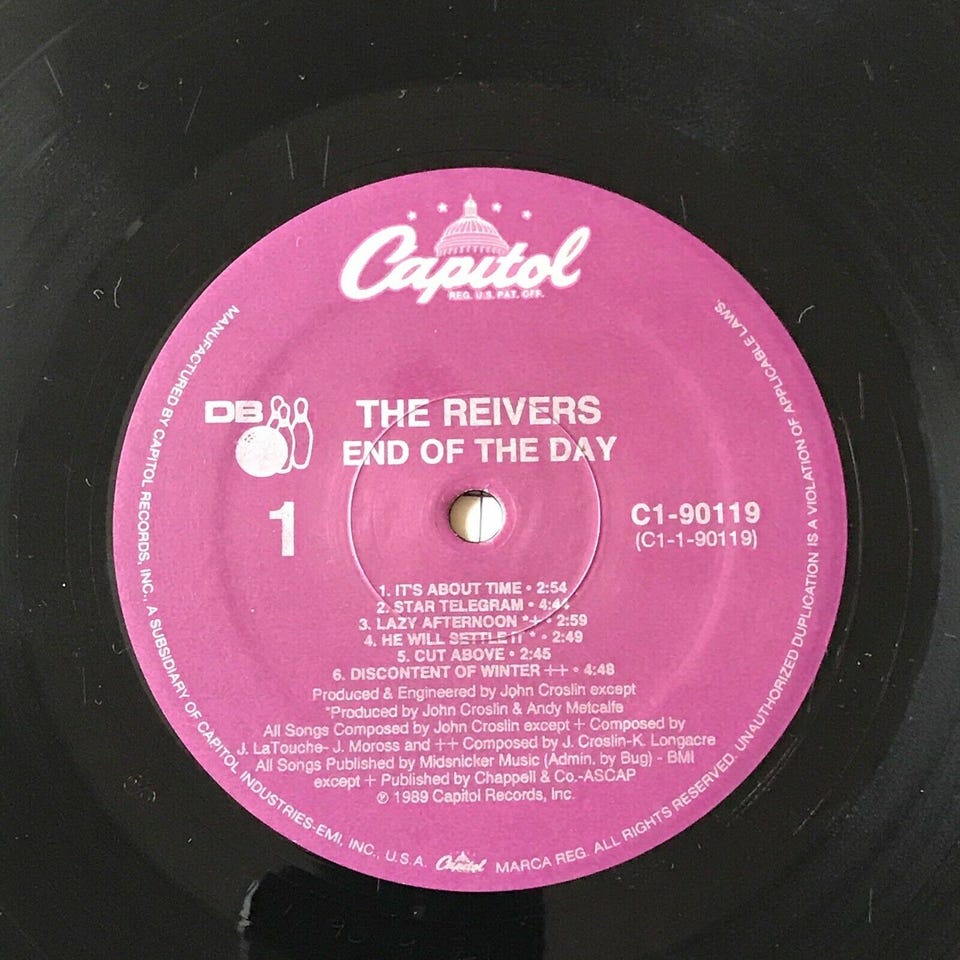 Capitol
REG. U.S. PAT. OFF.
DB
THE REIVERS
END OF THE DAY
1
C1-90119
(C1-1-90119)
1. IT'S ABOUT TIME • 2:54
2. STAR TELEGRAM •
3. LAZY AFTERNOON *+ • 2:59
4. HE WILL SETTLE IT * • 2:49
5. CUT ABOVE • 2:45
6. DISCONTENT OF WINTER ++ • 4:48
Produced & Engineered by John Croslin except
*Produced by John Croslin & Andy Metcalfe
All Songs Composed by John Croslin except + Composed by
J. LaTouche- J. Moross and ++ Composed by J. Croslin-K. Longacre
All Songs Published by Midsnicker Music (Admin. by Bug) - BMI
except + Published by Chappell & Co.-ASCAP
℗ 1989 Capitol Records, Inc.
MANUFACTURED BY CAPITOL RECORDS, INC., A SUBSIDIARY OF CAPITOL INDUSTRIES-EMI, INC., U.S.A. Capitol MARCA REG. ALL RIGHTS RESERVED. UNAUTHORIZED DUPLICATION IS A VIOLATION OF APPLICABLE LAWS.